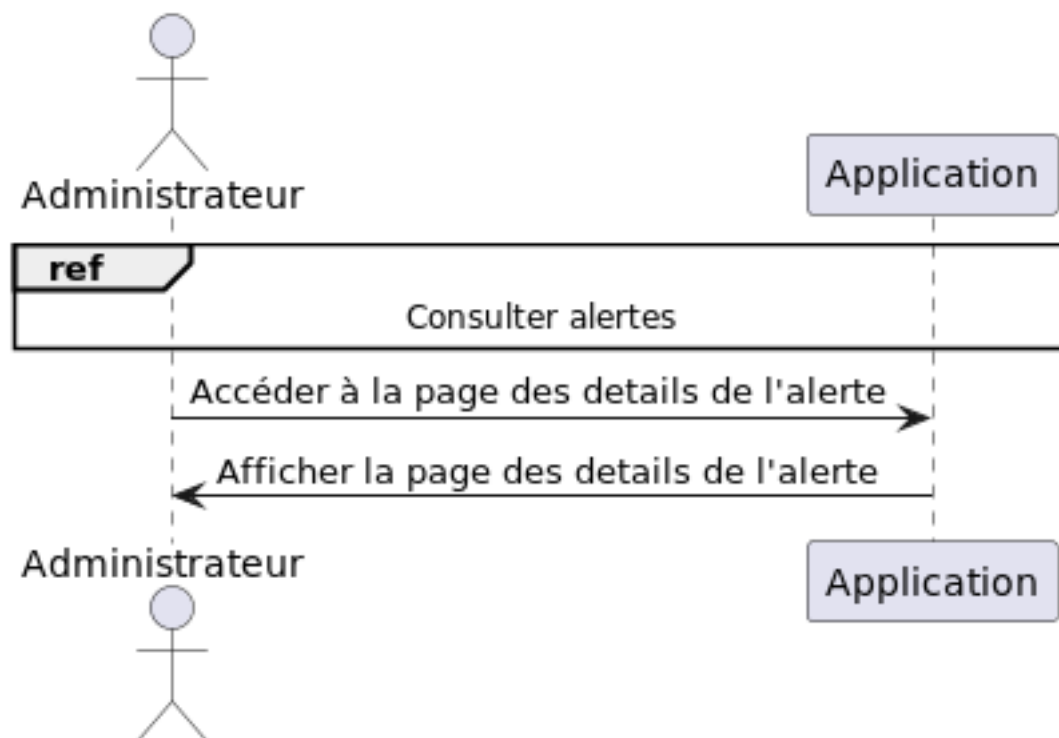 Administrateur
Application
ref
Consulter alertes
Accéder à la page des details de l'alerte
Afficher la page des details de l'alerte
Administrateur
Application